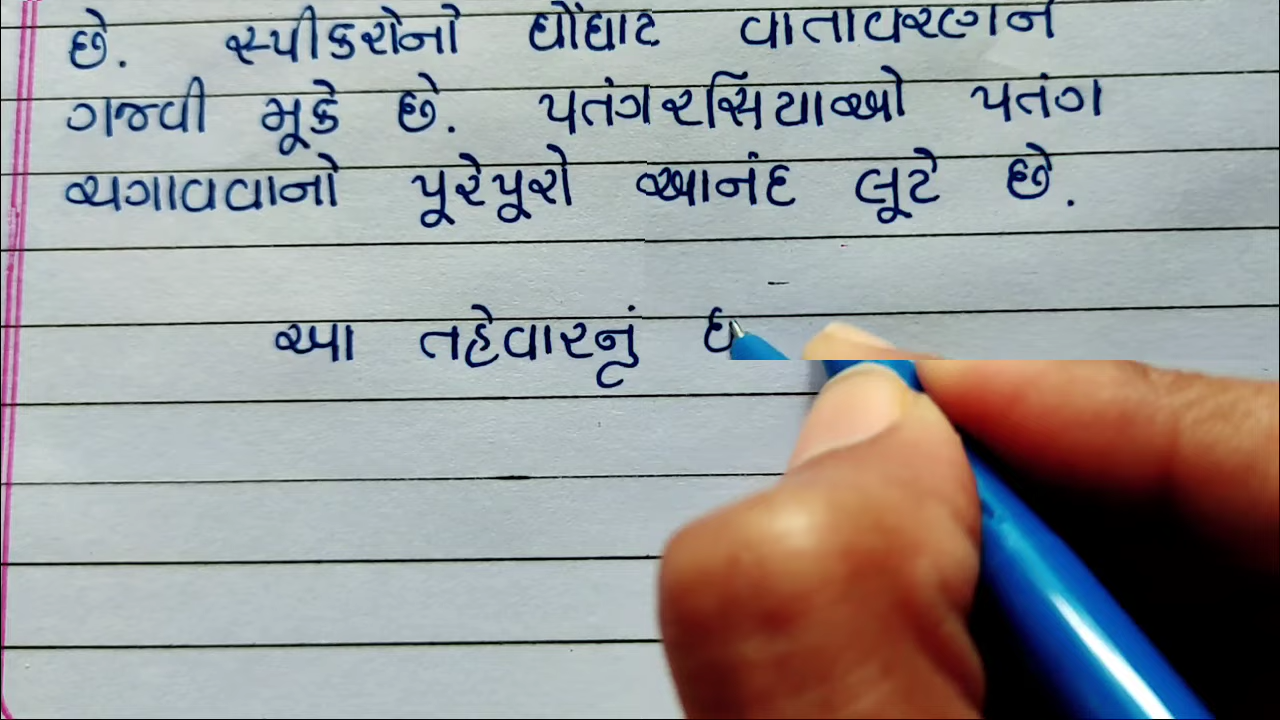 છે. સ્પીકરોનો ઘોંઘાટ વાતાવરણન
ગજવી મૂકે છે. પતંગરસિયાઓ પતંગ
ચગાવવાનો પૂરેપૂરો આનંદ લૂટે છે.
આ તહેવારનું